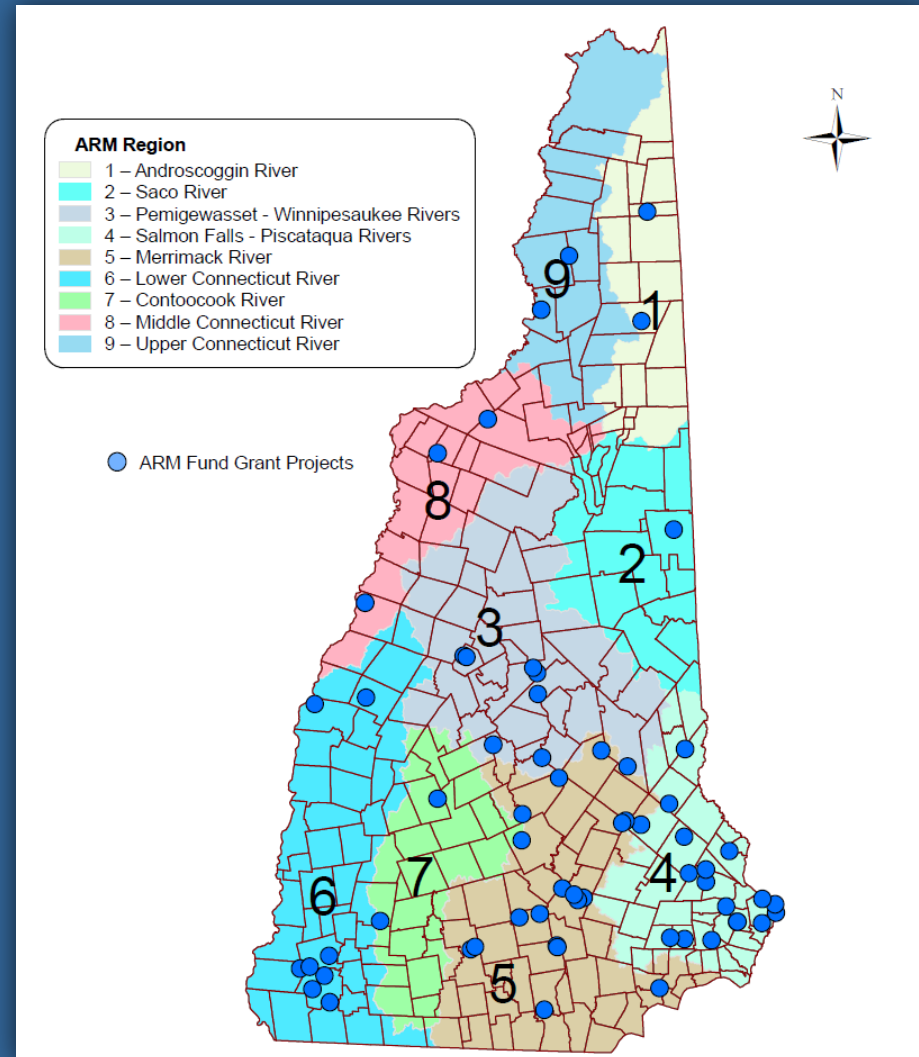 N
ARM Region
1 – Androscoggin River
2 – Saco River
3 – Pemigewasset - Winnipesaukee Rivers
4 – Salmon Falls - Piscataqua Rivers
5 – Merrimack River
6 – Lower Connecticut River
7 – Contoocook River
8 – Middle Connecticut River
9 – Upper Connecticut River
ARM Fund Grant Projects
9
1
8
2
3
7
4
6
5